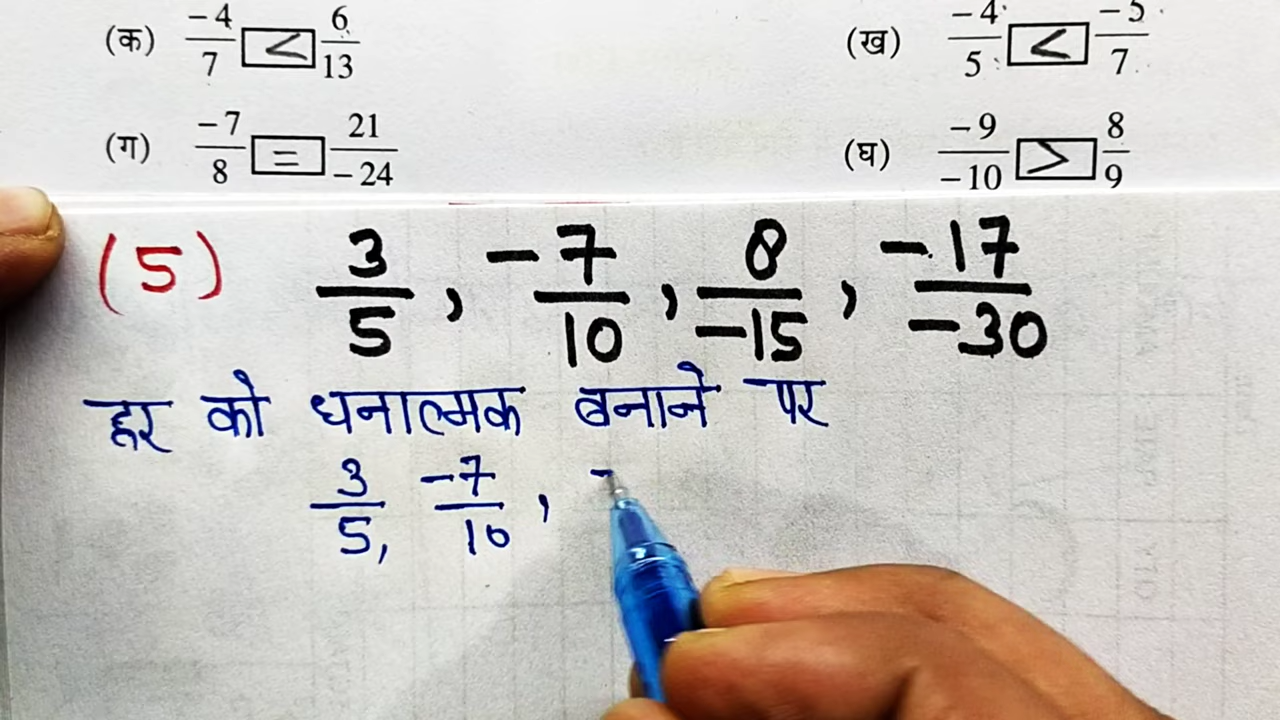 (क) -4/7 < 6/13 (ख) -4/5 < -5/7
(ग) -7/8 = 21/-24 (घ) -9/-10 > 8/9
(5) 3/5, -7/10, 8/-15, -17/-30
हर को धनात्मक बनाने पर
3/5, -7/10, -